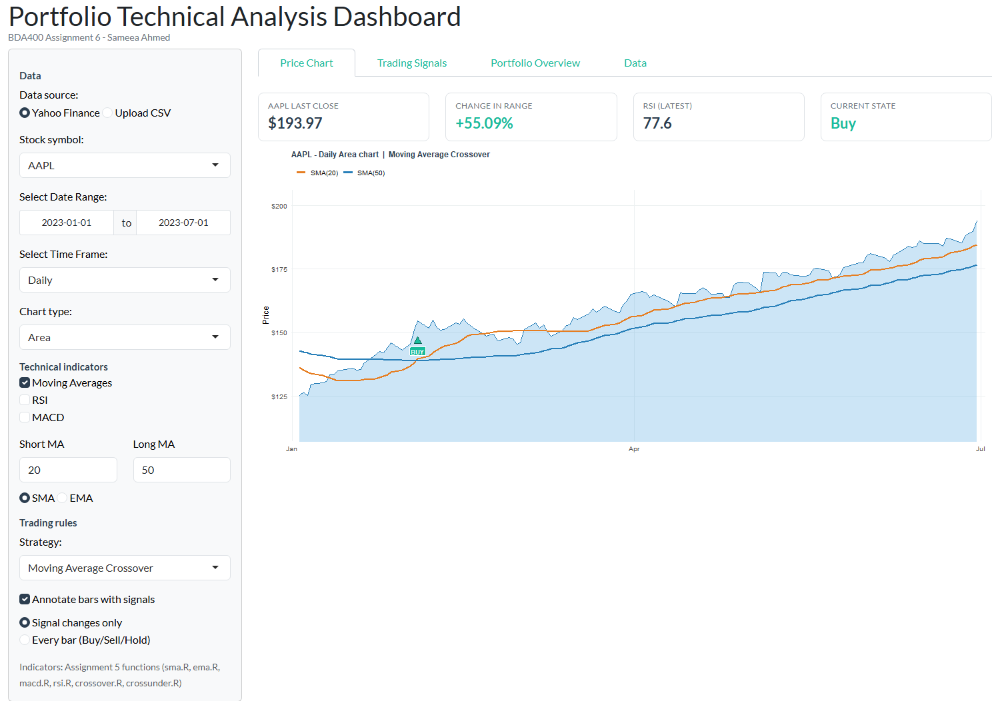 Portfolio Technical Analysis Dashboard
BDA400 Assignment 6 - Sameea Ahmed
Data
Data source:
Yahoo Finance Upload CSV
Stock symbol:
AAPL
Select Date Range:
2023-01-01 to 2023-07-01
Select Time Frame:
Daily
Chart type:
Area
Technical indicators
Moving Averages
RSI
MACD
Short MA Long MA
20 50
SMA EMA
Trading rules
Strategy:
Moving Average Crossover
Annotate bars with signals
Signal changes only
Every bar (Buy/Sell/Hold)
Indicators: Assignment 5 functions (sma.R, ema.R,
macd.R, rsi.R, crossover.R, crossunder.R)
Price Chart Trading Signals Portfolio Overview Data
AAPL LAST CLOSE
$193.97
CHANGE IN RANGE
+55.09%
RSI (LATEST)
77.6
CURRENT STATE
Buy
AAPL - Daily Area chart | Moving Average Crossover
SMA(20) SMA(50)
Price
$200
$175
$150
$125
BUY
Jan Apr Jul